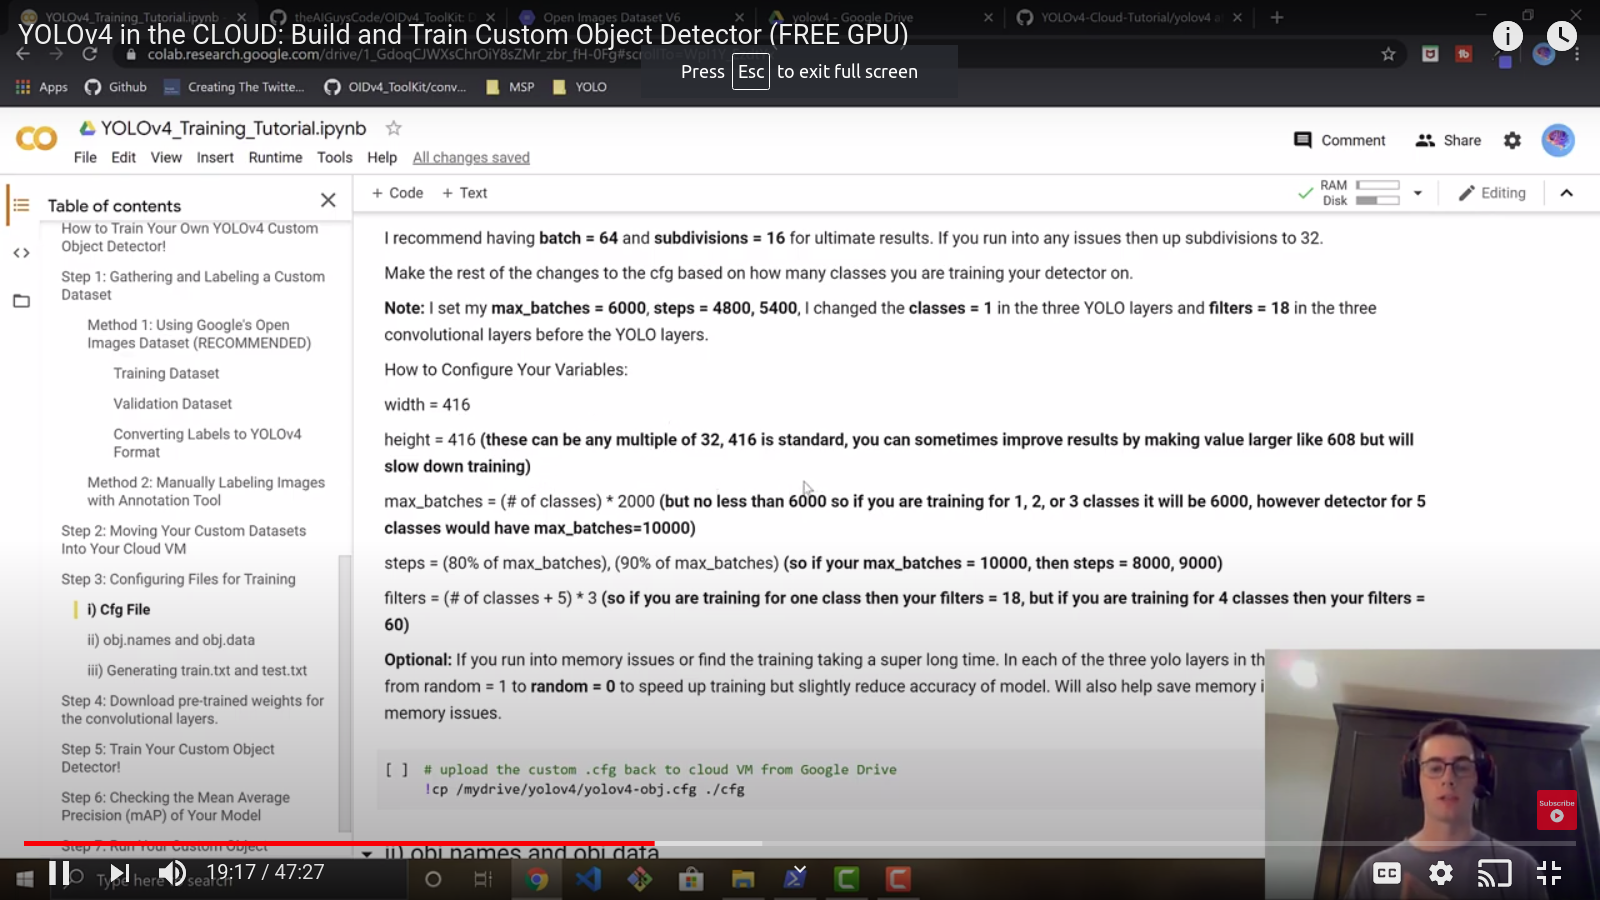 YOLOv4_Training_Tutorial.ipynb
theAIGuysCode/OIDv4_ToolKit: D
Open Images Dataset V6
yolov4 - Google Drive
YOLOv4-Cloud-Tutorial/yolov4 a
YOLOv4 in the CLOUD: Build and Train Custom Object Detector (FREE GPU)
colab.research.google.com/drive/1_GdoqCJWXsChrOiY8sZMr_zbr_fH-0Fg#scrollTo=
Press Esc to exit full screen
Apps Github Creating The Twitte... OIDv4_ToolKit/conv... MSP YOLO
YOLOv4_Training_Tutorial.ipynb
File Edit View Insert Runtime Tools Help All changes saved
Comment Share
+ Code + Text
RAM
Disk
Editing
Table of contents
How to Train Your Own YOLOv4 Custom
Object Detector!
Step 1: Gathering and Labeling a Custom
Dataset
Method 1: Using Google's Open
Images Dataset (RECOMMENDED)
Training Dataset
Validation Dataset
Converting Labels to YOLOv4
Format
Method 2: Manually Labeling Images
with Annotation Tool
Step 2: Moving Your Custom Datasets
Into Your Cloud VM
Step 3: Configuring Files for Training
i) Cfg File
ii) obj.names and obj.data
iii) Generating train.txt and test.txt
Step 4: Download pre-trained weights for
the convolutional layers.
Step 5: Train Your Custom Object
Detector!
Step 6: Checking the Mean Average
Precision (mAP) of Your Model
Step 7: Run Your Custom Object
I recommend having batch = 64 and subdivisions = 16 for ultimate results. If you run into any issues then up subdivisions to 32.
Make the rest of the changes to the cfg based on how many classes you are training your detector on.
Note: I set my max_batches = 6000, steps = 4800, 5400, I changed the classes = 1 in the three YOLO layers and filters = 18 in the three
convolutional layers before the YOLO layers.
How to Configure Your Variables:
width = 416
height = 416 (these can be any multiple of 32, 416 is standard, you can sometimes improve results by making value larger like 608 but will
slow down training)
max_batches = (# of classes) * 2000 (but no less than 6000 so if you are training for 1, 2, or 3 classes it will be 6000, however detector for 5
classes would have max_batches=10000)
steps = (80% of max_batches), (90% of max_batches) (so if your max_batches = 10000, then steps = 8000, 9000)
filters = (# of classes + 5) * 3 (so if you are training for one class then your filters = 18, but if you are training for 4 classes then your filters =
60)
Optional: If you run into memory issues or find the training taking a super long time. In each of the three yolo layers in th
from random = 1 to random = 0 to speed up training but slightly reduce accuracy of model. Will also help save memory i
memory issues.
[ ] # upload the custom .cfg back to cloud VM from Google Drive
!cp /mydrive/yolov4/yolov4-obj.cfg ./cfg
ii) obj.names and obj.data
Subscribe
19:17 / 47:27
Type here to search
CC